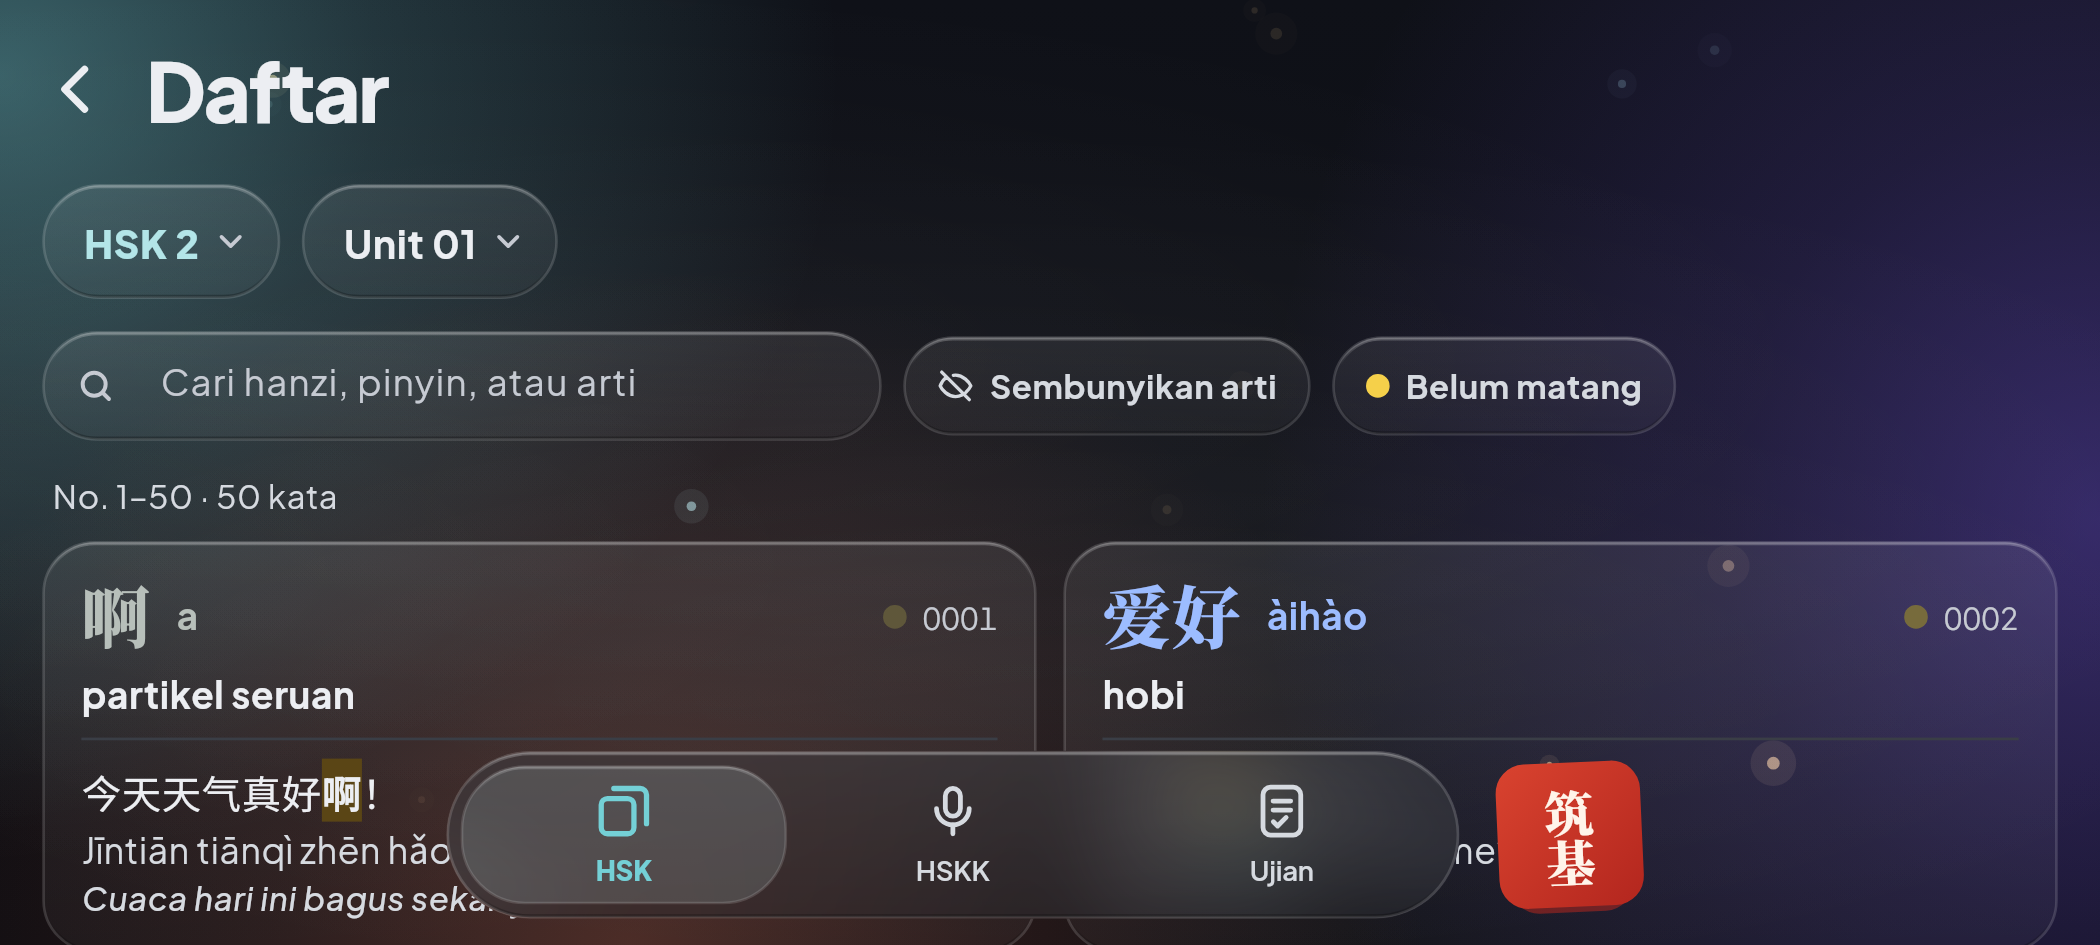 Daftar
HSK 2
Unit 01
Cari hanzi, pinyin, atau arti
Sembunyikan arti
Belum matang
No. 1–50 · 50 kata
啊 a
0001
partikel seruan
今天天气真好啊!
Jīntiān tiānqì zhēn hǎo
Cuaca hari ini bagus
爱好 àihào
0002
hobi
HSK
HSKK
Ujian
筑基